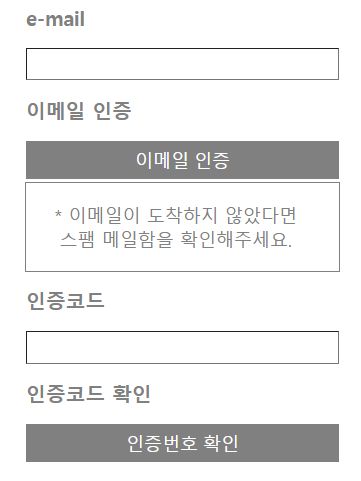 e-mail
이메일 인증
이메일 인증
* 이메일이 도착하지 않았다면
스팸 메일함을 확인해주세요.
인증코드
인증코드 확인
인증번호 확인